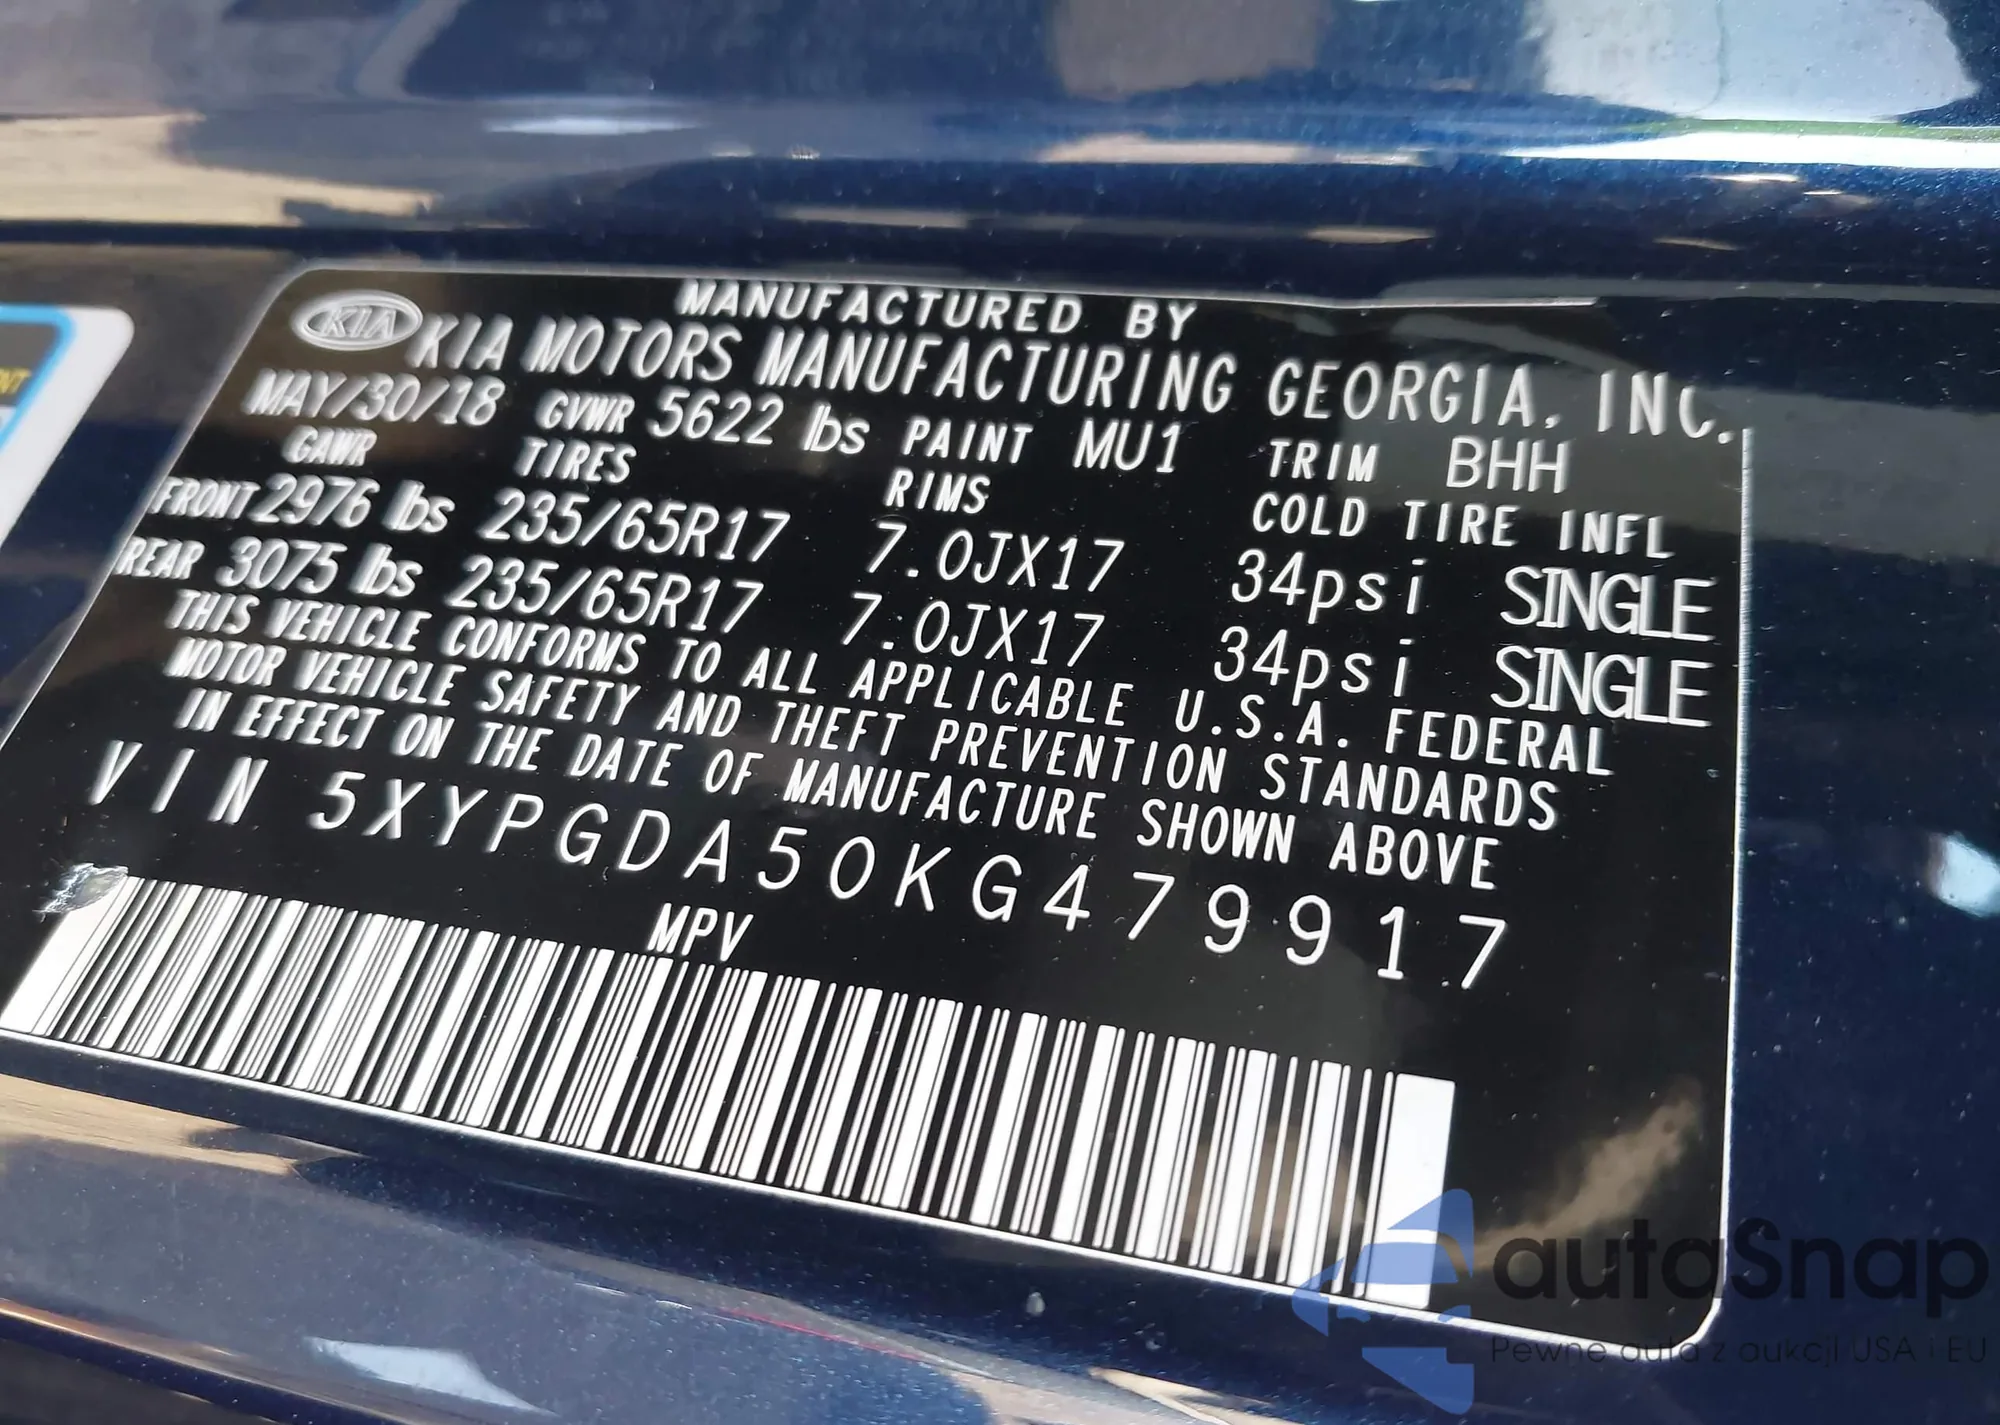 KIA
MANUFACTURED BY
KIA MOTORS MANUFACTURING GEORGIA, INC.
MAY/30/18 GVWR 5622 lbs PAINT MU1 TRIM BHH
GAWR TIRES RIMS COLD TIRE INFL
FRONT 2976 lbs 235/65R17 7.0JX17 34psi SINGLE
REAR 3075 lbs 235/65R17 7.0JX17 34psi SINGLE
THIS VEHICLE CONFORMS TO ALL APPLICABLE U.S.A. FEDERAL
MOTOR VEHICLE SAFETY AND THEFT PREVENTION STANDARDS
IN EFFECT ON THE DATE OF MANUFACTURE SHOWN ABOVE
VIN 5XYPGDA50KG479917
MPV
autaSnap
Pewne auta z aukcji USA i EU